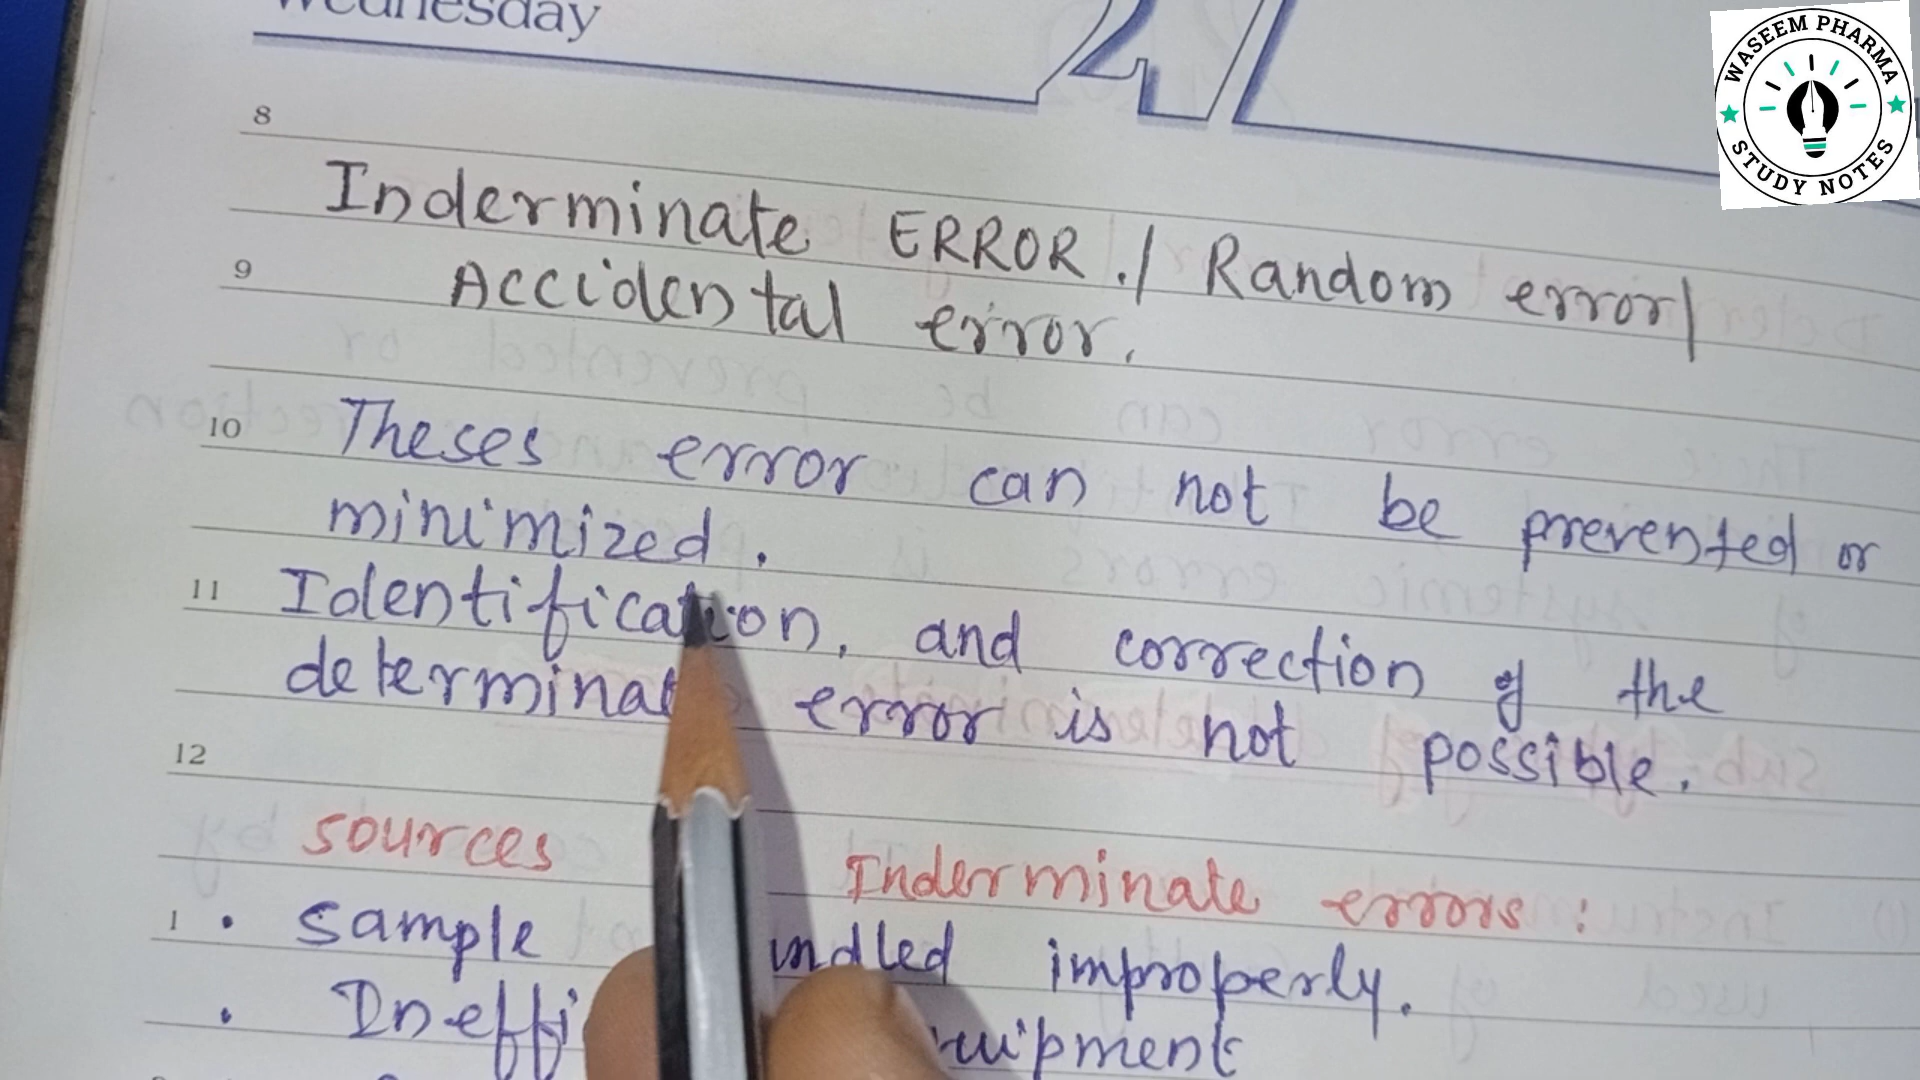 Wednesday
21
WASEEM PHARMA
STUDY NOTES
8
Inderminate ERROR./ Random error/
9
Accidental error.
10
Theses error can not be prevented or
minimized.
11
Identification, and correction of the
determinate error is not possible.
12
sources Inderminate errors:
1
• sample improperly.
•